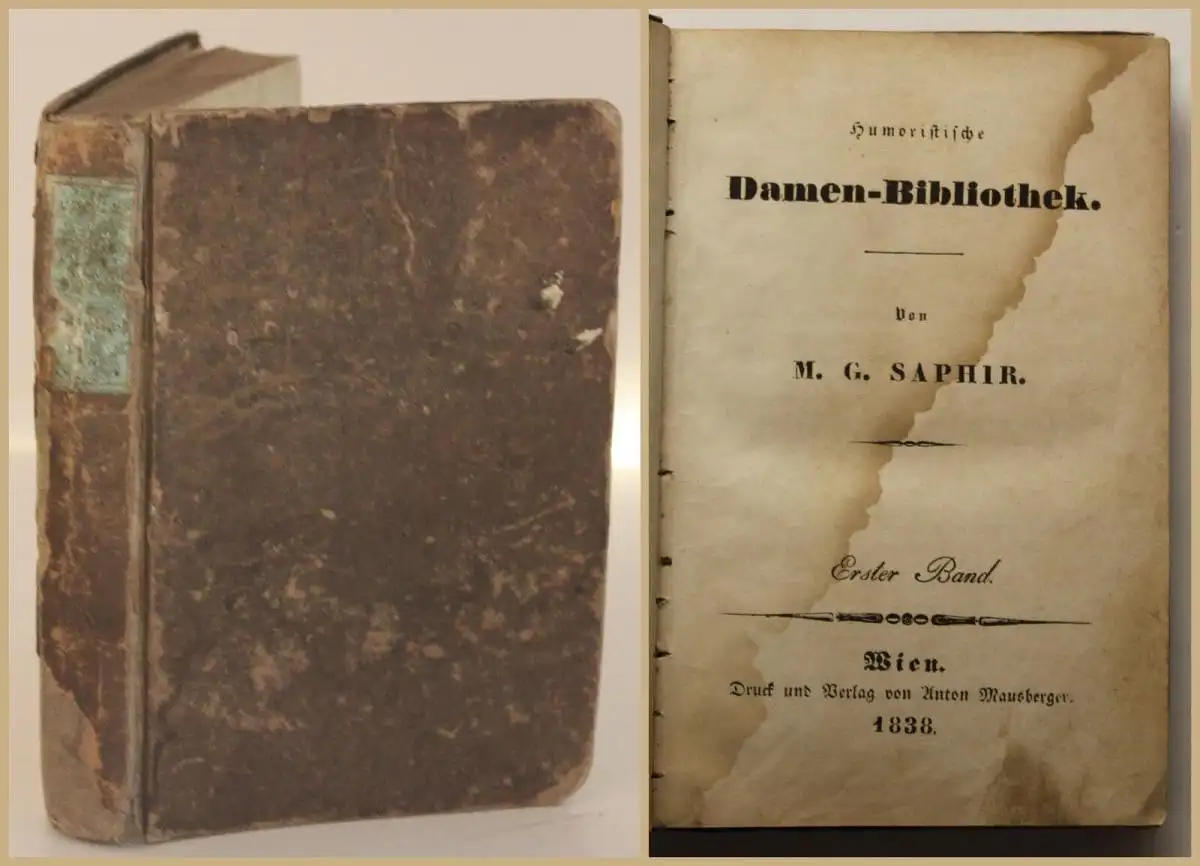 Humoristische
Damen-Bibliothek.
Von
M. G. SAPHIR.
Erster Band.
Wien.
Druck und Verlag von Anton Mausberger.
1838.